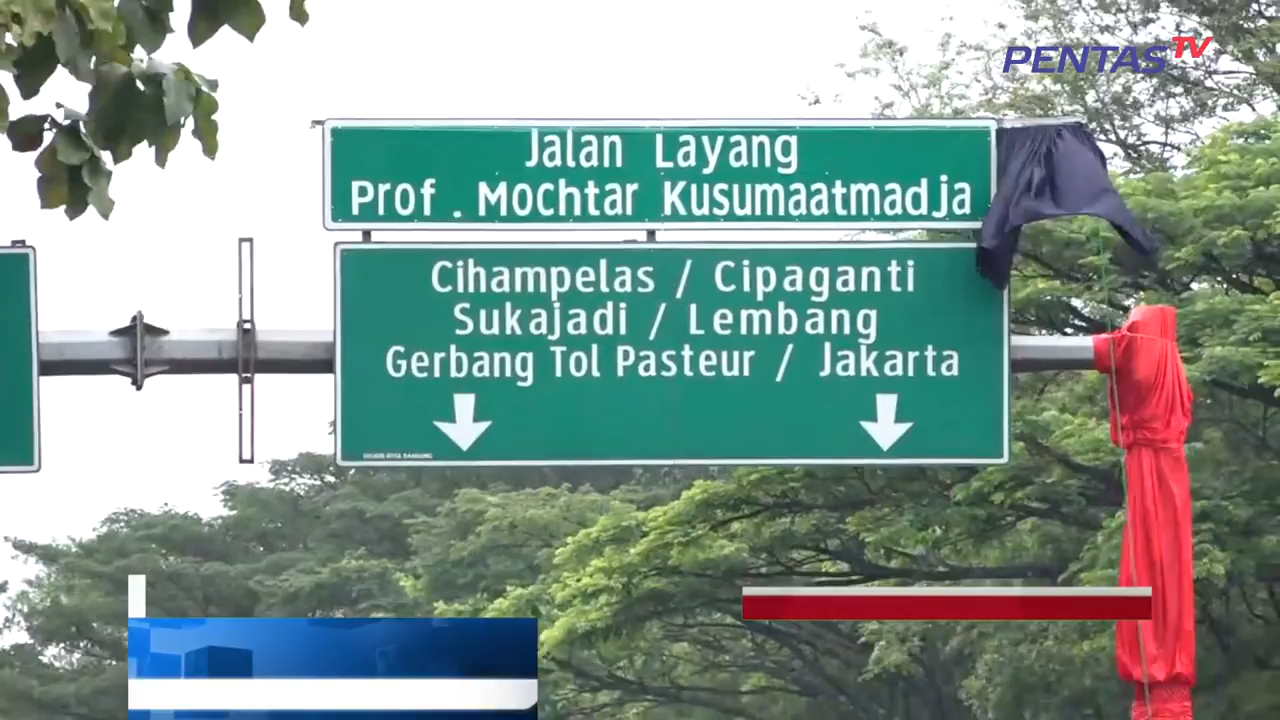 PENTAS TV
Jalan Layang
Prof. Mochtar Kusumaatmadja
Cihampelas / Cipaganti
Sukajadi / Lembang
Gerbang Tol Pasteur / Jakarta